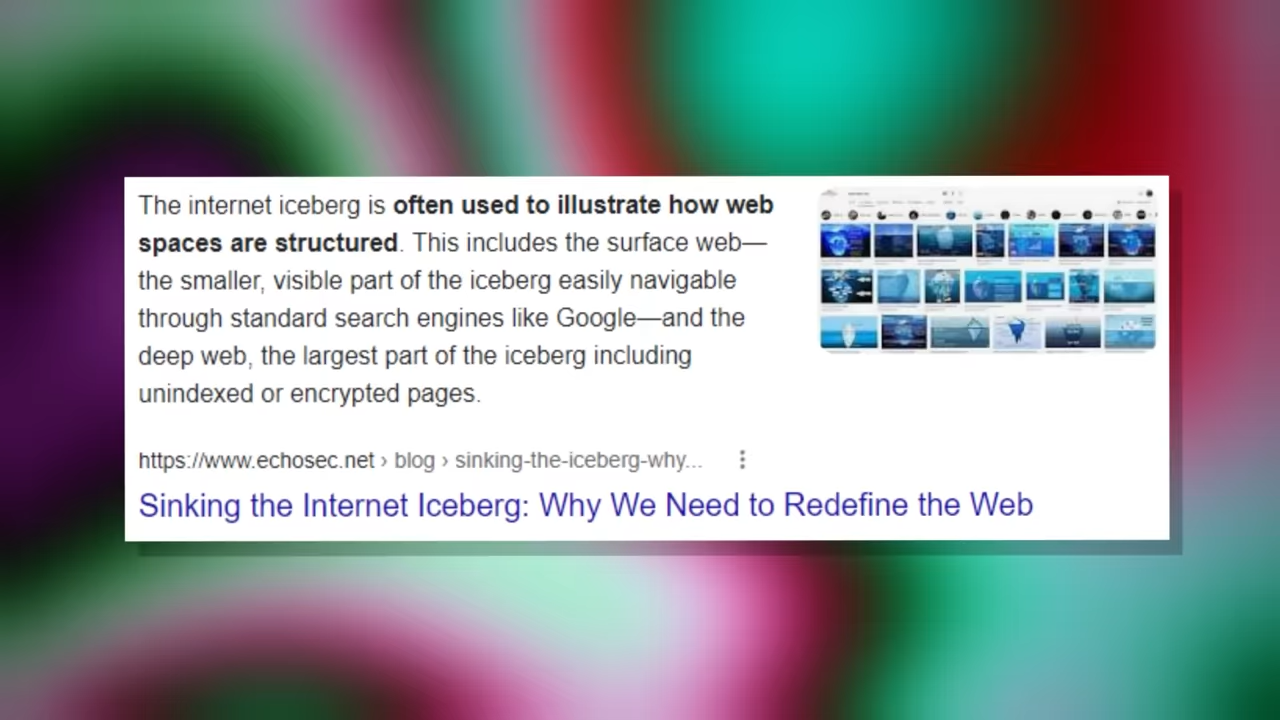 The internet iceberg is often used to illustrate how web
spaces are structured. This includes the surface web—
the smaller, visible part of the iceberg easily navigable
through standard search engines like Google—and the
deep web, the largest part of the iceberg including
unindexed or encrypted pages.
https://www.echosec.net › blog › sinking-the-iceberg-why...
Sinking the Internet Iceberg: Why We Need to Redefine the Web